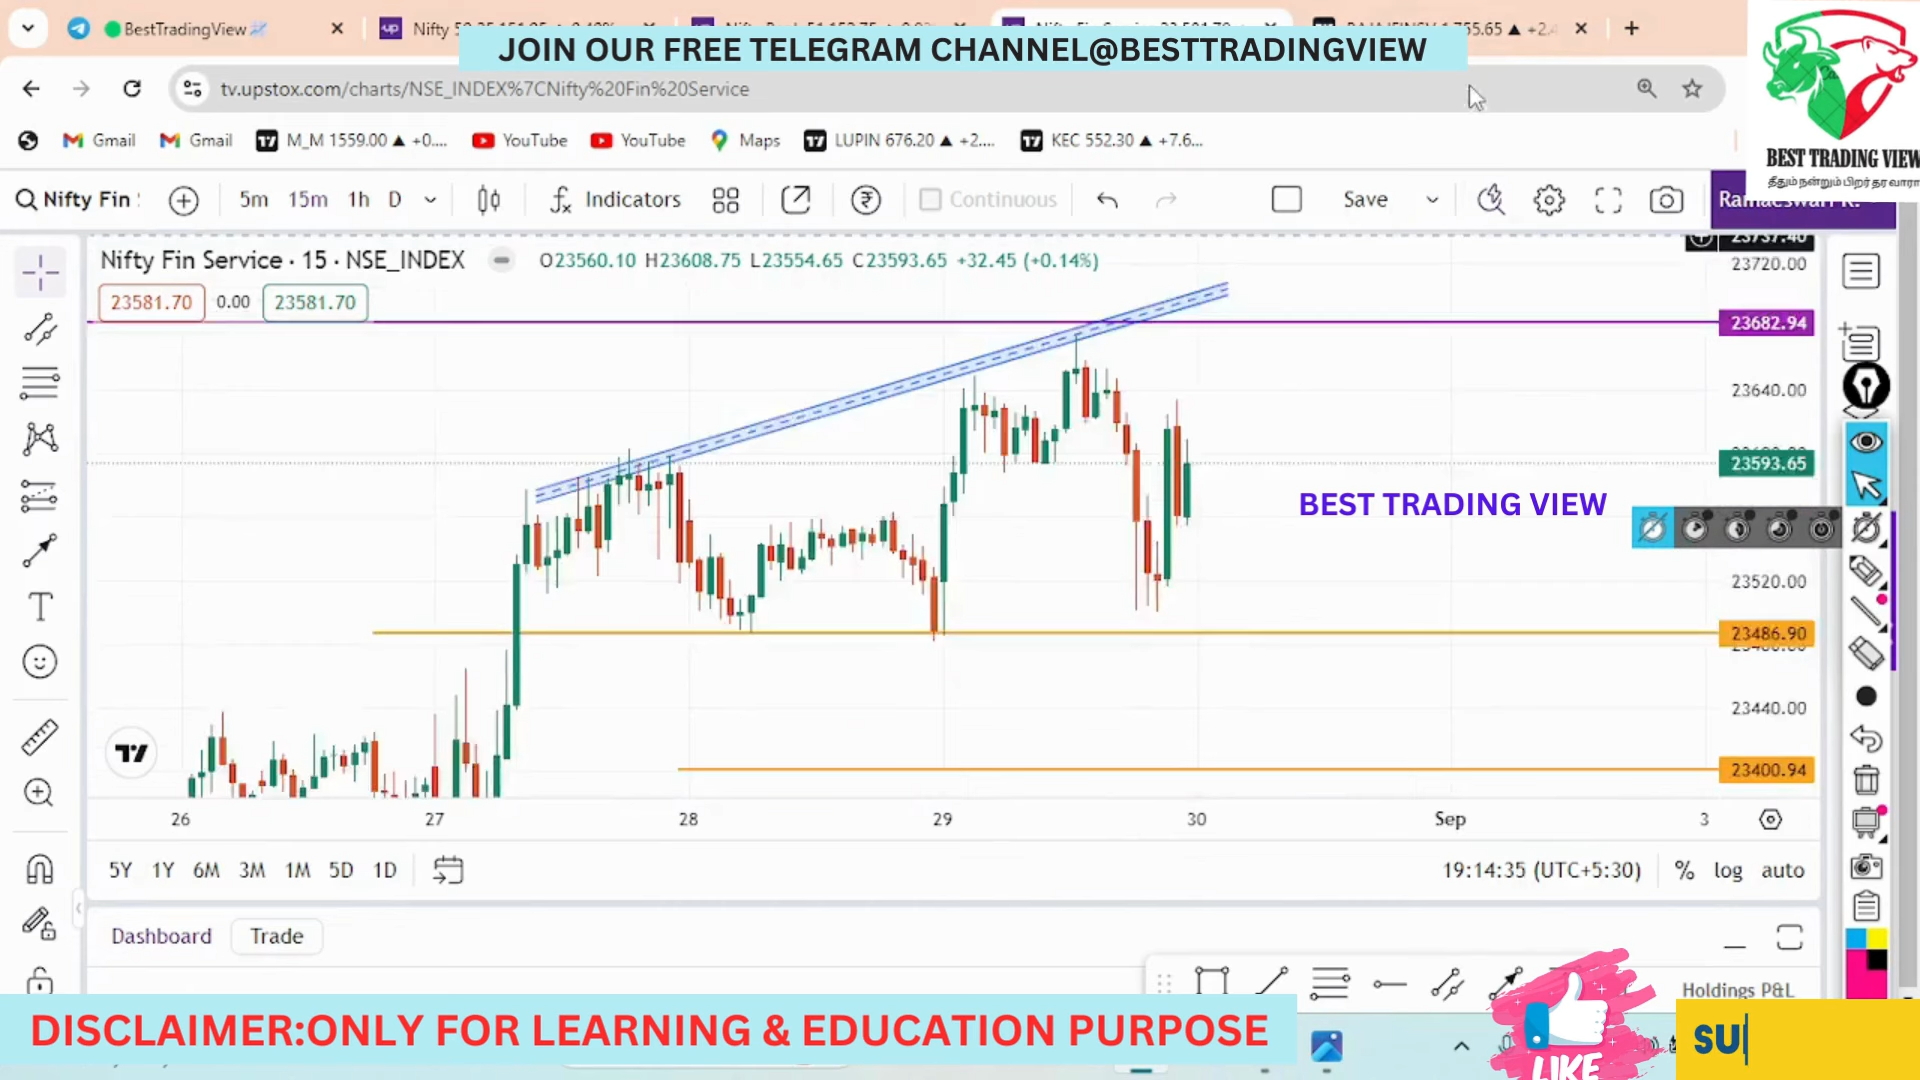 BestTradingView
JOIN OUR FREE TELEGRAM CHANNEL@BESTTRADINGVIEW
tv.upstox.com/charts/NSE_INDEX%7CNifty%20Fin%20Service
Gmail
Gmail
M_M 1559.00 ▲ +0....
YouTube
YouTube
Maps
LUPIN 676.20 ▲ +2....
KEC 552.30 ▲ +7.6...
BEST TRADING VIEW
தீதும் நன்றும் பிறர் தர வாரா
Nifty Fin
5m 15m 1h D
Indicators
Continuous
Save
Nifty Fin Service · 15 · NSE_INDEX
O23560.10 H23608.75 L23554.65 C23593.65 +32.45 (+0.14%)
23581.70 0.00 23581.70
23737.40
23720.00
23682.94
23640.00
23593.65
BEST TRADING VIEW
23520.00
23486.90
23440.00
23400.94
26 27 28 29 30 Sep 3
5Y 1Y 6M 3M 1M 5D 1D
19:14:35 (UTC+5:30) % log auto
Dashboard Trade
Holdings P&L
DISCLAIMER:ONLY FOR LEARNING & EDUCATION PURPOSE
LIKE
SU